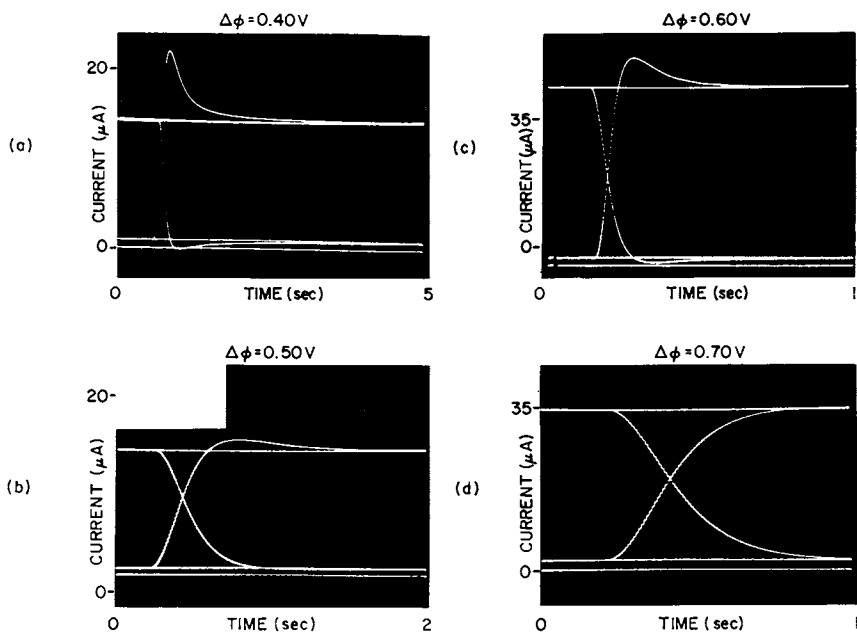 Δφ=0.40V
20
(a)
CURRENT (μA)
0
0
TIME (sec)
5
Δφ=0.60V
35
(c)
CURRENT (μA)
0
0
TIME (sec)
1
Δφ=0.50V
20
(b)
CURRENT (μA)
0
0
TIME (sec)
2
Δφ=0.70V
35
(d)
CURRENT (μA)
0
0
TIME (sec)
1